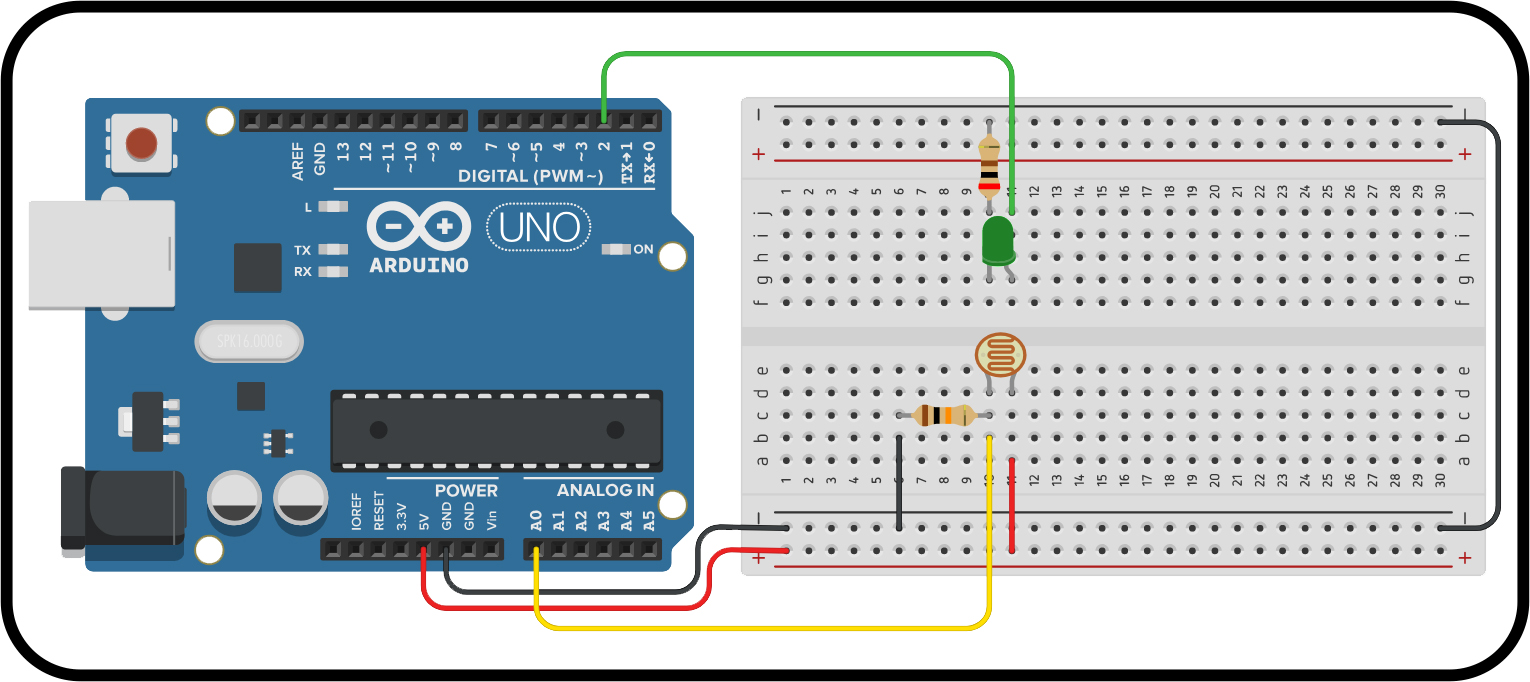 AREF GND 13 12 ~11 ~10 ~9 8 7 ~6 ~5 4 ~3 2 TX→1 RX←0
DIGITAL (PWM~)
L
TX
RX
UNO
ON
ARDUINO
SPK16.000G
POWER
ANALOG IN
IOREF RESET 3.3V 5V GND GND Vin A0 A1 A2 A3 A4 A5
− −
+ +
1 2 3 4 5 6 7 8 9 11 12 13 14 15 16 17 18 19 20 21 22 23 24 25 26 27 28 29 30
j j
i i
h h
g g
f f
e e
d d
c c
b b
a a
1 2 3 4 5 6 7 8 9 10 11 12 13 14 15 16 17 18 19 20 21 22 23 24 25 26 27 28 29 30
− −
+ +